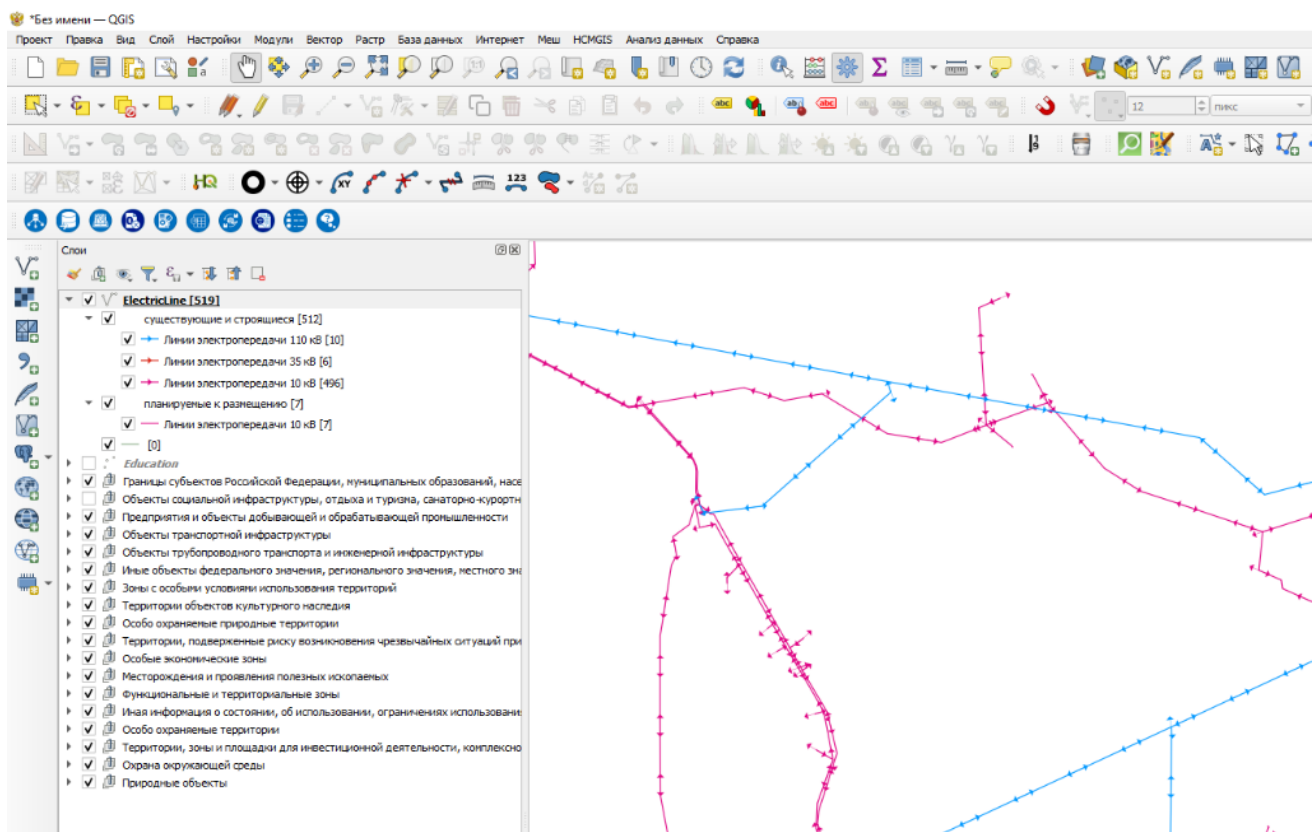 *Без имени — QGIS
Проект Правка Вид Слой Настройки Модули Вектор Растр База данных Интернет Меш HCMGIS Анализ данных Справка
abc abc abc
12 пикс
XY 123
Слои
ElectricLine [519]
существующие и строящиеся [512]
Линии электропередачи 110 кВ [10]
Линии электропередачи 35 кВ [6]
Линии электропередачи 10 кВ [496]
планируемые к размещению [7]
Линии электропередачи 10 кВ [7]
[0]
Education
Границы субъектов Российской Федерации, муниципальных образований, насе
Объекты социальной инфраструктуры, отдыха и туризма, санаторно-курортн
Предприятия и объекты добывающей и обрабатывающей промышленности
Объекты транспортной инфраструктуры
Объекты трубопроводного транспорта и инженерной инфраструктуры
Иные объекты федерального значения, регионального значения, местного зна
Зоны с особыми условиями использования территорий
Территории объектов культурного наследия
Особо охраняемые природные территории
Территории, подверженные риску возникновения чрезвычайных ситуаций при
Особые экономические зоны
Месторождения и проявления полезных ископаемых
Функциональные и территориальные зоны
Иная информация о состоянии, об использовании, ограничениях использовани
Особо охраняемые территории
Территории, зоны и площадки для инвестиционной деятельности, комплексно
Охрана окружающей среды
Природные объекты